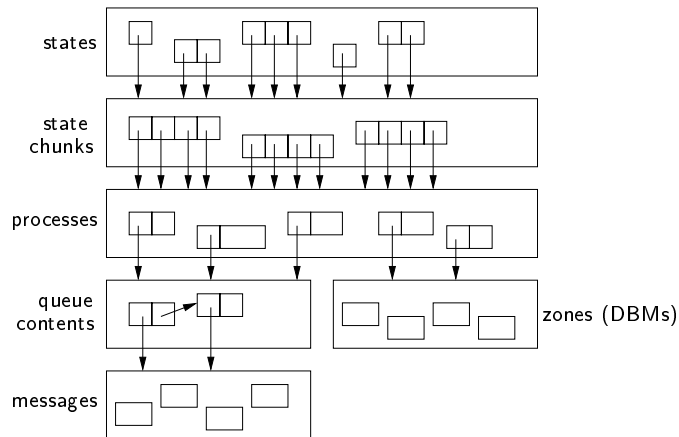 states
state
chunks
processes
queue
contents
zones (DBMs)
messages